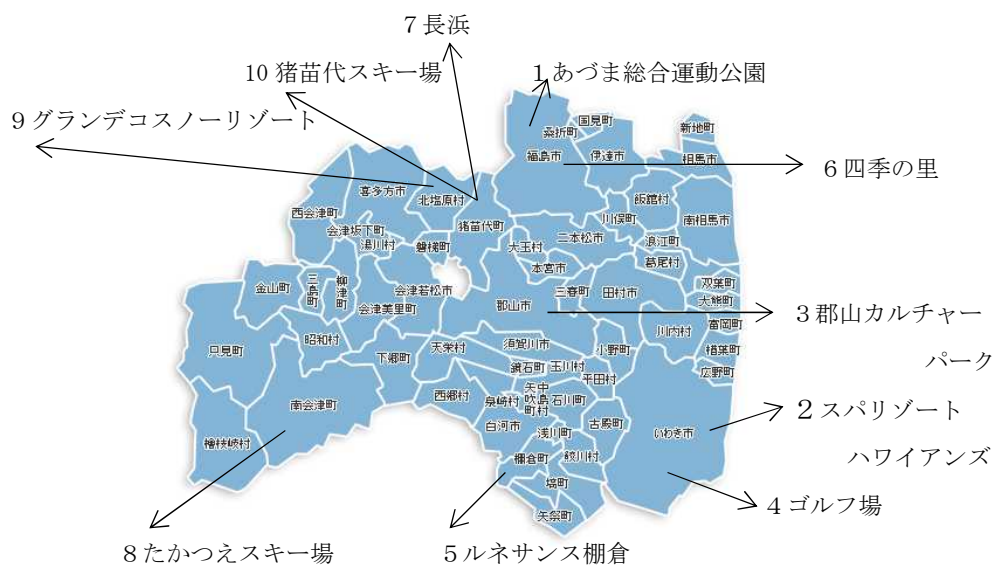 ７長浜
10 猪苗代スキー場
１あづま総合運動公園
９グランデコスノーリゾート
国見町
桑折町
新地町
福島市
伊達市
相馬市
６四季の里
喜多方市
北塩原村
飯舘村
西会津町
川俣町
南相馬市
会津坂下町
猪苗代町
湯川村
磐梯町
大玉村
二本松市
浪江町
本宮市
葛尾村
金山町
三島町
柳津町
会津若松市
三春町
田村市
双葉町
大熊町
会津美里町
郡山市
３郡山カルチャー
パーク
富岡町
川内村
昭和村
只見町
下郷町
天栄村
須賀川市
小野町
楢葉町
鏡石町
玉川村
平田村
広野町
南会津町
西郷村
泉崎村
矢吹町
中島村
石川町
２スパリゾート
ハワイアンズ
白河市
古殿町
浅川町
いわき市
檜枝岐村
棚倉町
鮫川村
塙町
矢祭町
４ゴルフ場
８たかつえスキー場
５ルネサンス棚倉